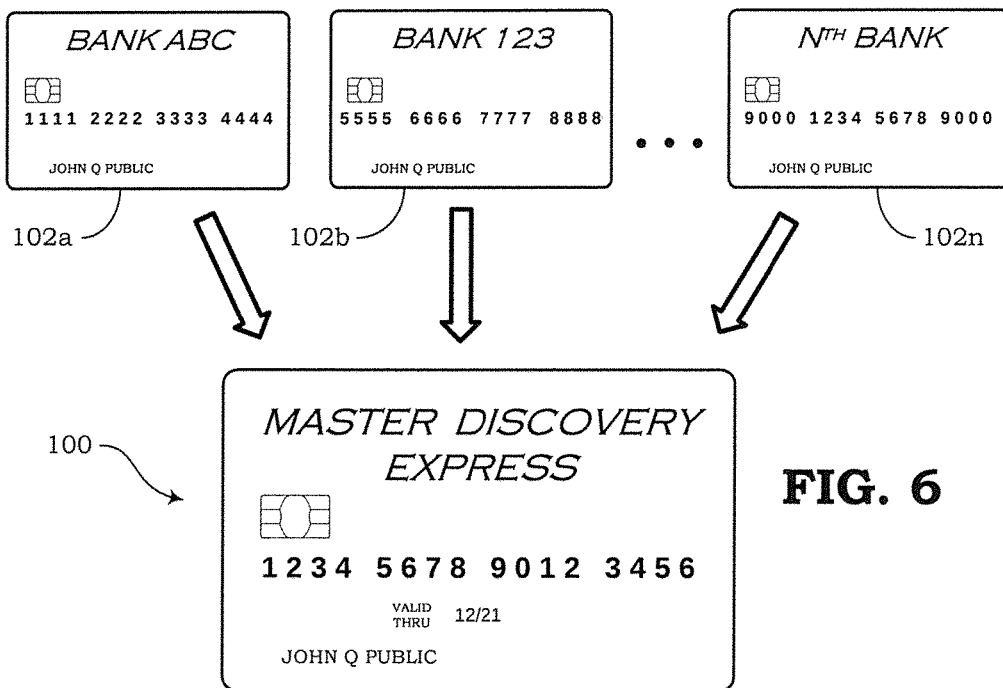 BANK ABC
1111 2222 3333 4444
JOHN Q PUBLIC
102a
BANK 123
5555 6666 7777 8888
JOHN Q PUBLIC
102b
• • •
NTH BANK
9000 1234 5678 9000
JOHN Q PUBLIC
102n
100
MASTER DISCOVERY
EXPRESS
1234 5678 9012 3456
VALID
THRU 12/21
JOHN Q PUBLIC
FIG. 6